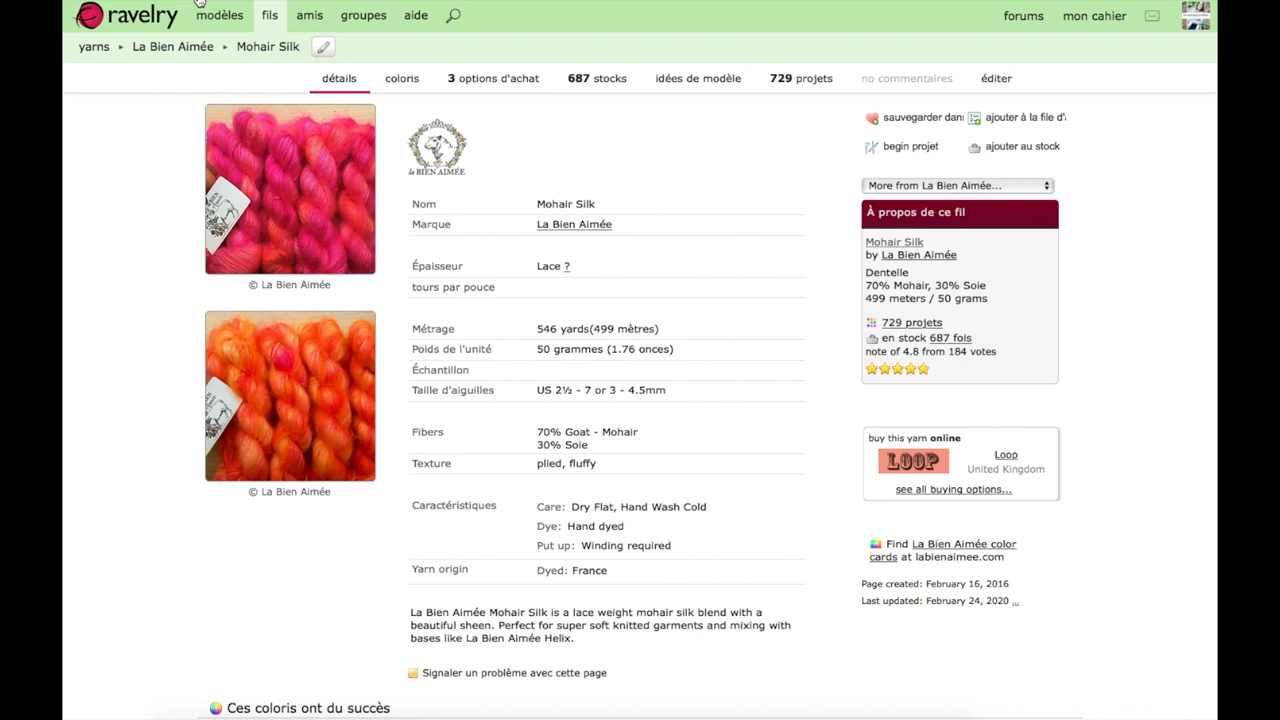 ravelry modèles fils amis groupes aide forums mon cahier
yarns ▸ La Bien Aimée ▸ Mohair Silk
détails coloris 3 options d'achat 687 stocks idées de modèle 729 projets no commentaires éditer
sauvegarder dans ajouter à la file d'a
begin projet ajouter au stock
la BIEN AIMÉE
More from La Bien Aimée...
Nom Mohair Silk
Marque La Bien Aimée
Épaisseur Lace ?
tours par pouce
Métrage 546 yards(499 mètres)
Poids de l'unité 50 grammes (1.76 onces)
Échantillon
Taille d'aiguilles US 2½ - 7 or 3 - 4.5mm
Fibers 70% Goat - Mohair
30% Soie
Texture plied, fluffy
Caractéristiques Care: Dry Flat, Hand Wash Cold
Dye: Hand dyed
Put up: Winding required
Yarn origin Dyed: France
La Bien Aimée Mohair Silk is a lace weight mohair silk blend with a
beautiful sheen. Perfect for super soft knitted garments and mixing with
bases like La Bien Aimée Helix.
Signaler un problème avec cette page
© La Bien Aimée
© La Bien Aimée
À propos de ce fil
Mohair Silk
by La Bien Aimée
Dentelle
70% Mohair, 30% Soie
499 meters / 50 grams
729 projets
en stock 687 fois
note of 4.8 from 184 votes
buy this yarn online
LOOP Loop
United Kingdom
see all buying options...
Find La Bien Aimée color
cards at labienaimee.com
Page created: February 16, 2016
Last updated: February 24, 2020 ...
Ces coloris ont du succès